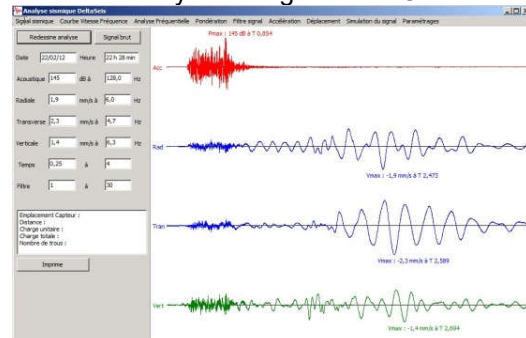 Analyse sismique DeltaSeis
Signal sismique Courbe Vitesse Fréquence Analyse Fréquentielle Pondération Filtre signal Accélération Déplacement Simulation du signal Paramétrages
Redessine analyse Signal brut
Date 22/02/12 Heure 22 h 28 min
Acoustique 145 dB à 128,0 Hz
Radiale 1,9 mm/s à 6,0 Hz
Transverse 2,3 mm/s à 4,7 Hz
Verticale 1,4 mm/s à 6,3 Hz
Temps 0,25 à 4
Filtre 1 à 30
Emplacement Capteur :
Distance :
Charge unitaire :
Charge totale :
Nombre de trous :
Imprime
Pmax : 145 dB à T 0,854
Acc
Rad
Vmax : -1,9 mm/s à T 2,473
Tran
Vmax : -2,3 mm/s à T 2,589
Vert
Vmax : -1,4 mm/s à T 2,694